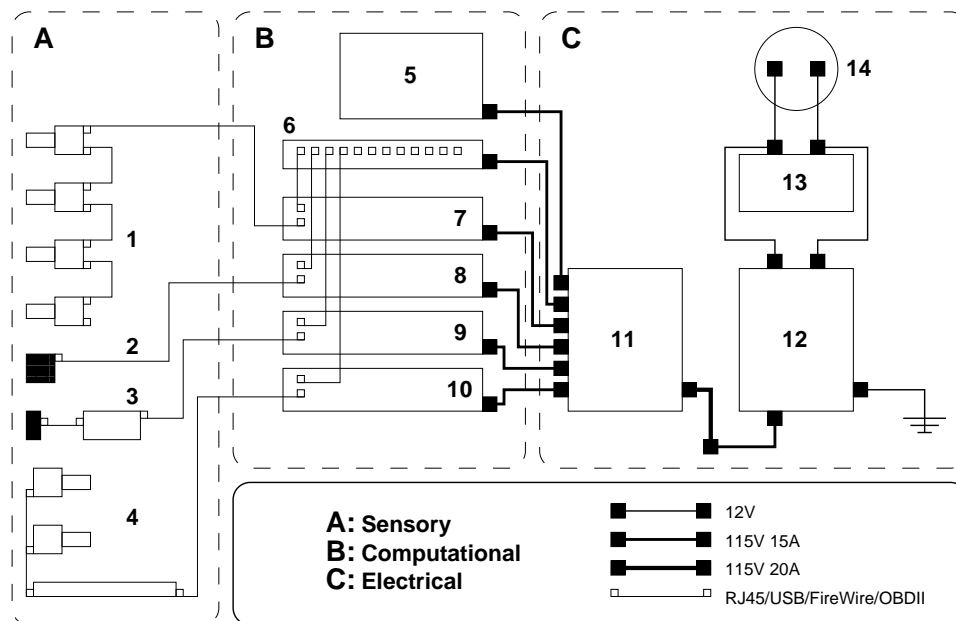 A
B
C
5
14
6
13
7
1
8
2
9
11
12
3
10
4
A: Sensory
B: Computational
C: Electrical
12V
115V 15A
115V 20A
RJ45/USB/FireWire/OBDII